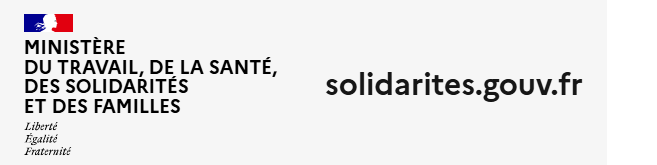 MINISTÈRE
DU TRAVAIL, DE LA SANTÉ,
DES SOLIDARITÉS
ET DES FAMILLES
Liberté
Égalité
Fraternité
solidarites.gouv.fr